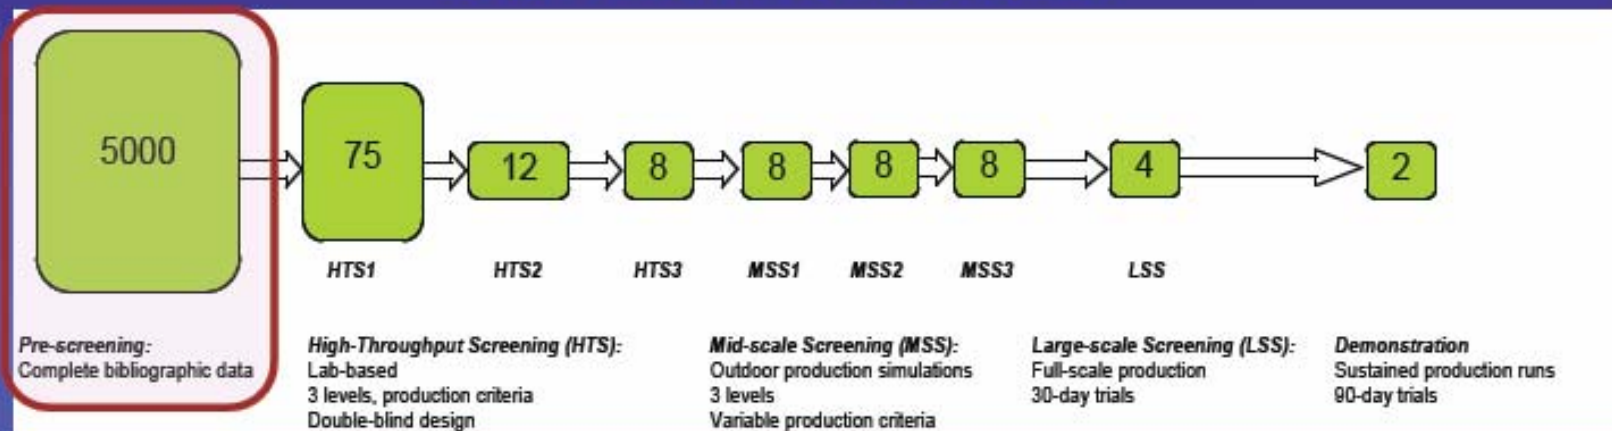 5000
75
12
8
8
8
8
4
2
HTS1
HTS2
HTS3
MSS1
MSS2
MSS3
LSS
Pre-screening:
Complete bibliographic data
High-Throughput Screening (HTS):
Lab-based
3 levels, production criteria
Double-blind design
Mid-scale Screening (MSS):
Outdoor production simulations
3 levels
Variable production criteria
Large-scale Screening (LSS):
Full-scale production
30-day trials
Demonstration
Sustained production runs
90-day trials